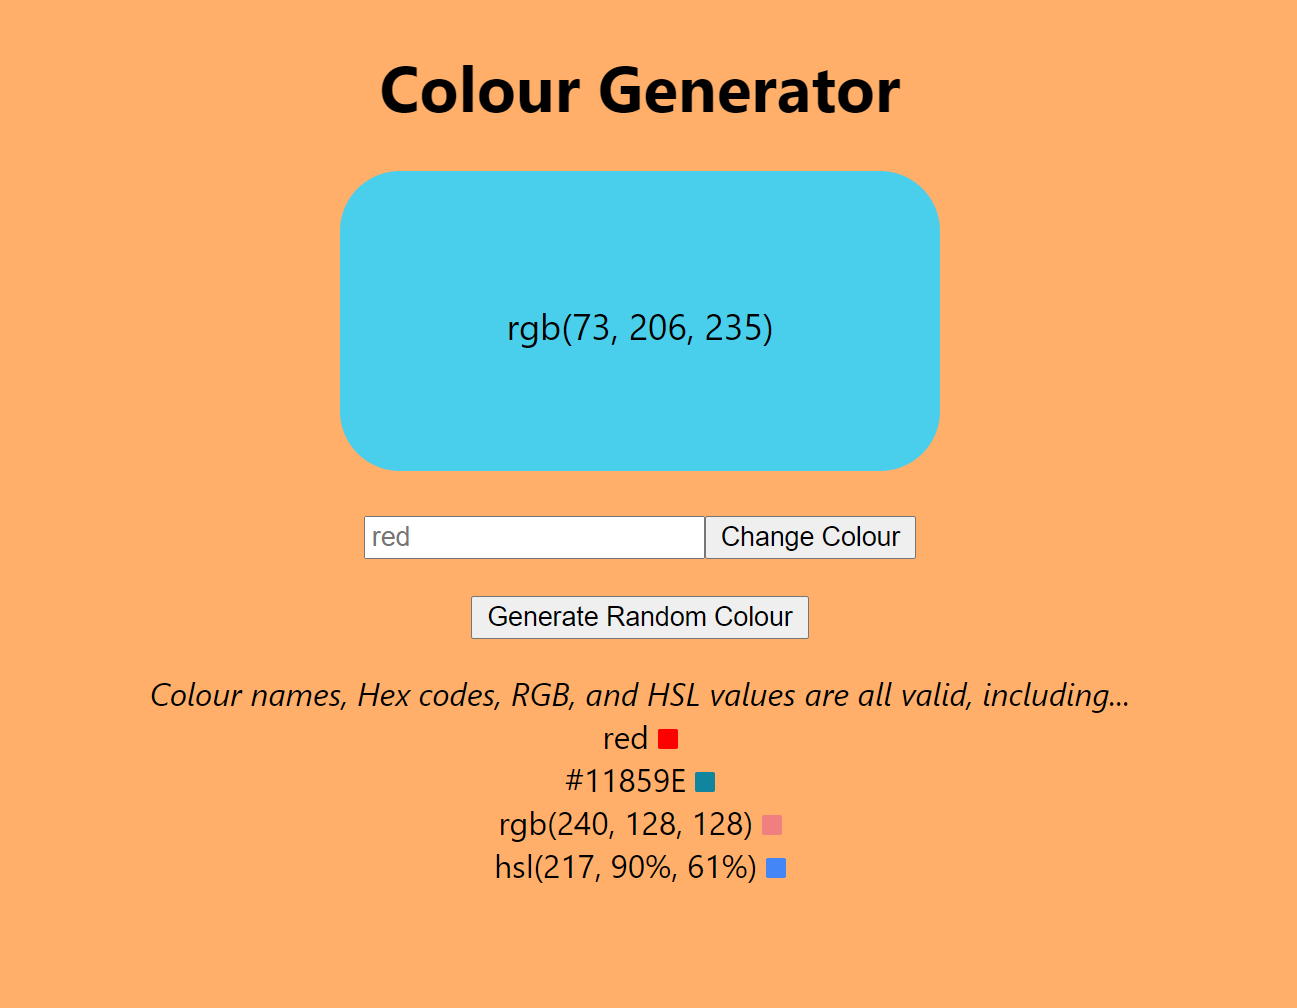 Colour Generator
rgb(73, 206, 235)
red Change Colour
Generate Random Colour
Colour names, Hex codes, RGB, and HSL values are all valid, including...
red
#11859E
rgb(240, 128, 128)
hsl(217, 90%, 61%)